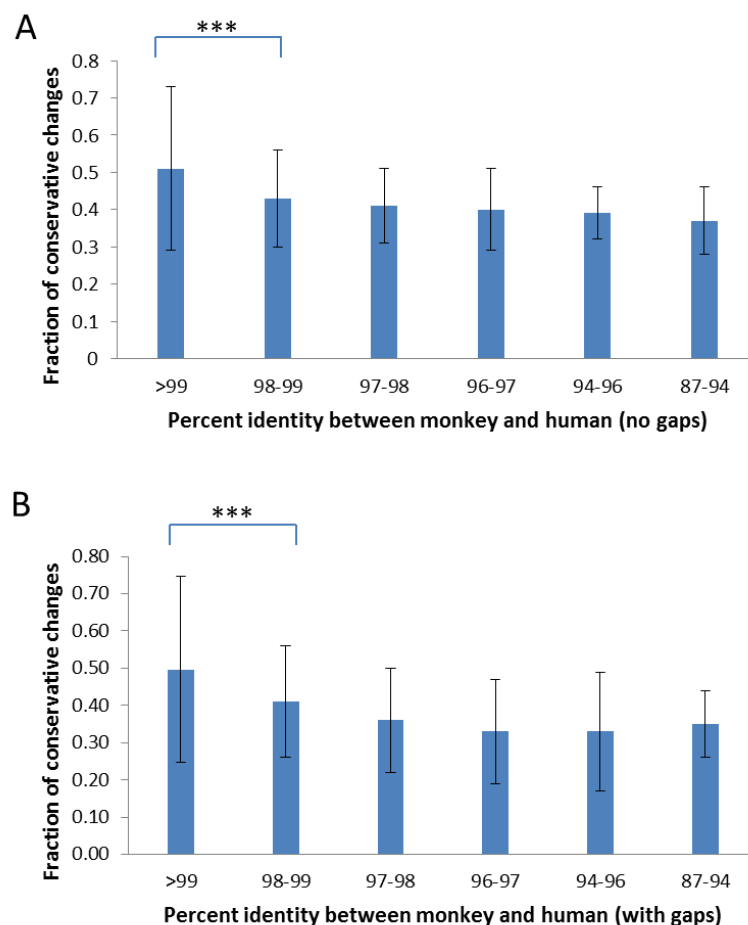 A
***
Fraction of conservative changes
0.8
0.7
0.6
0.5
0.4
0.3
0.2
0.1
0
>99 98-99 97-98 96-97 94-96 87-94
Percent identity between monkey and human (no gaps)
B
***
Fraction of conservative changes
0.80
0.70
0.60
0.50
0.40
0.30
0.20
0.10
0.00
>99 98-99 97-98 96-97 94-96 87-94
Percent identity between monkey and human (with gaps)